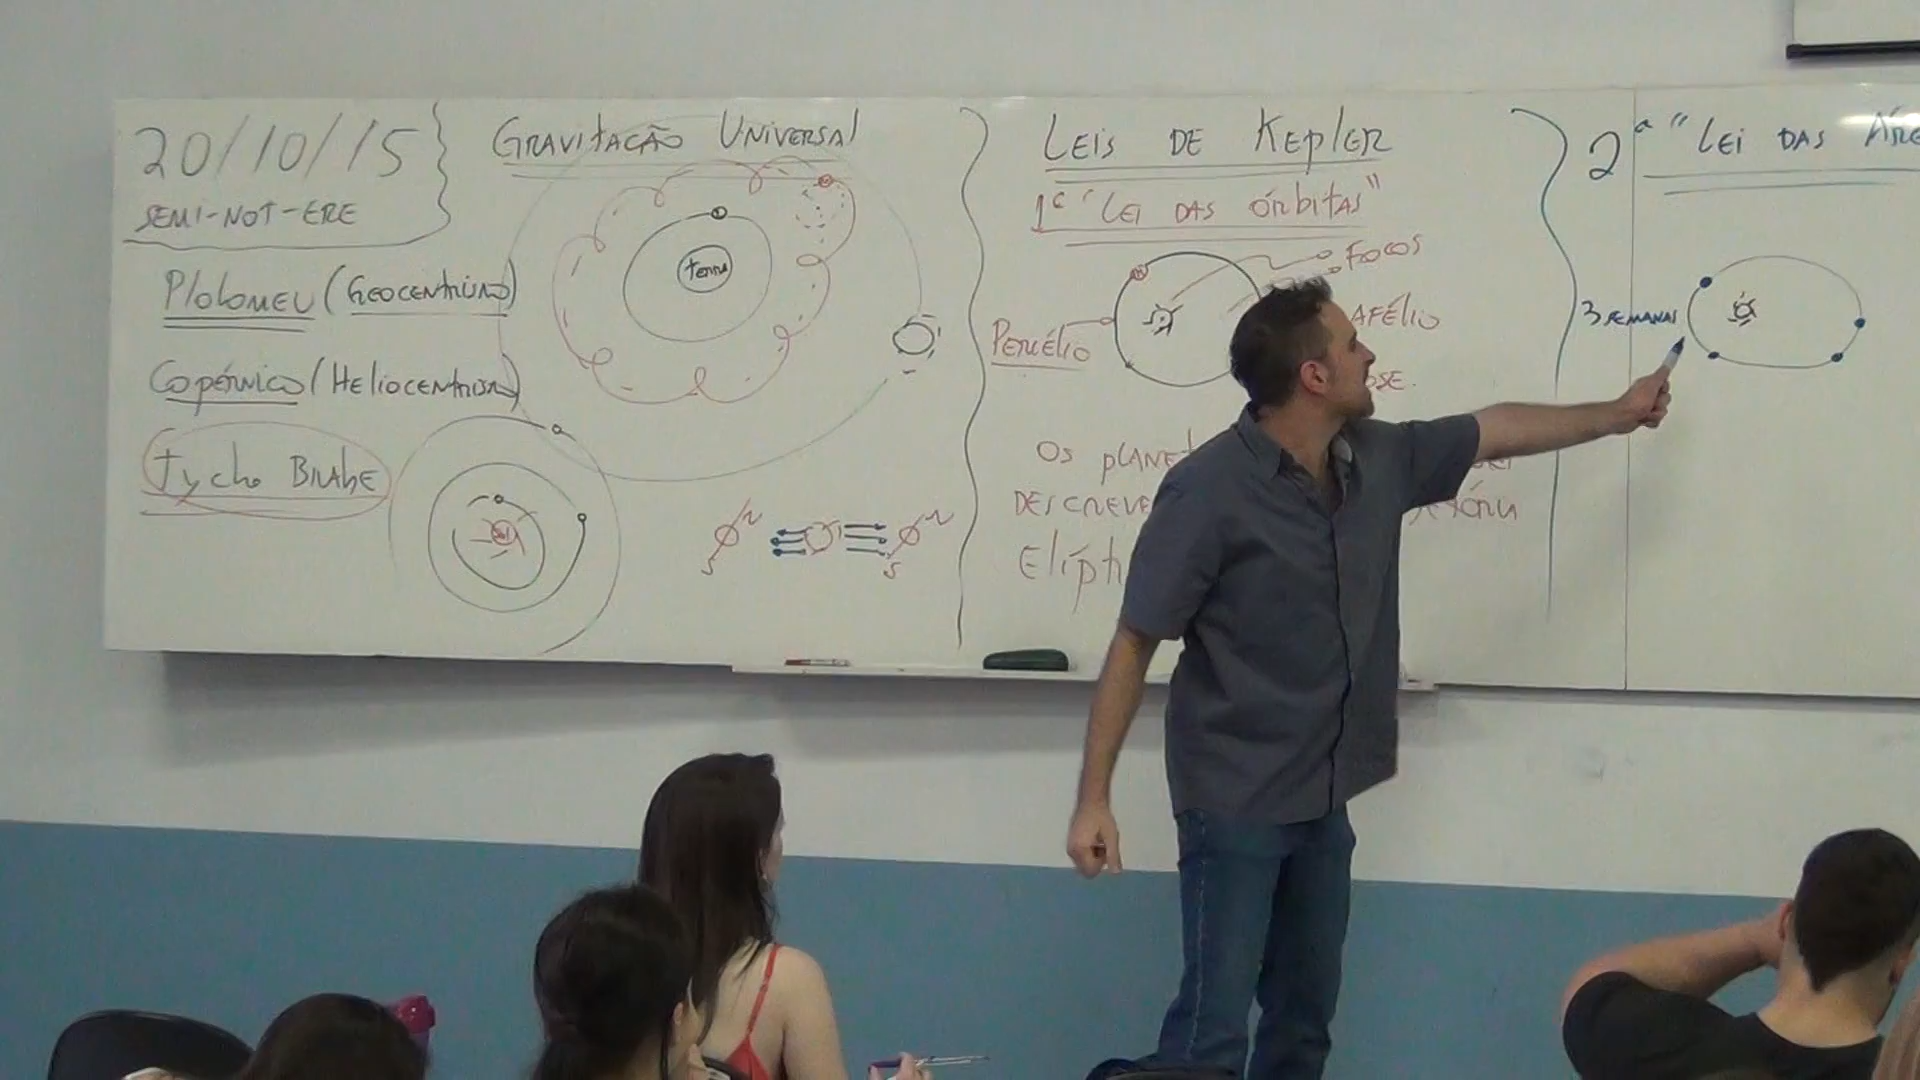 20/10/15
SEMI-NOT-ERE
GRAVITAÇÃO UNIVERSAL
Terra
Ptolomeu (GEOCENTRISMO)
Copérnico (HELIOCENTRISMO)
Tycho Brahe
N
S
N
S
LEIS DE KEPLER
1ª "LEI DAS ÓRBITAS"
FOCOS
AFÉLIO
PERIÉLIO
OS PLANET
DESCREVE
Elípti
2ª "LEI DAS ÁRE
3 SEMANAS